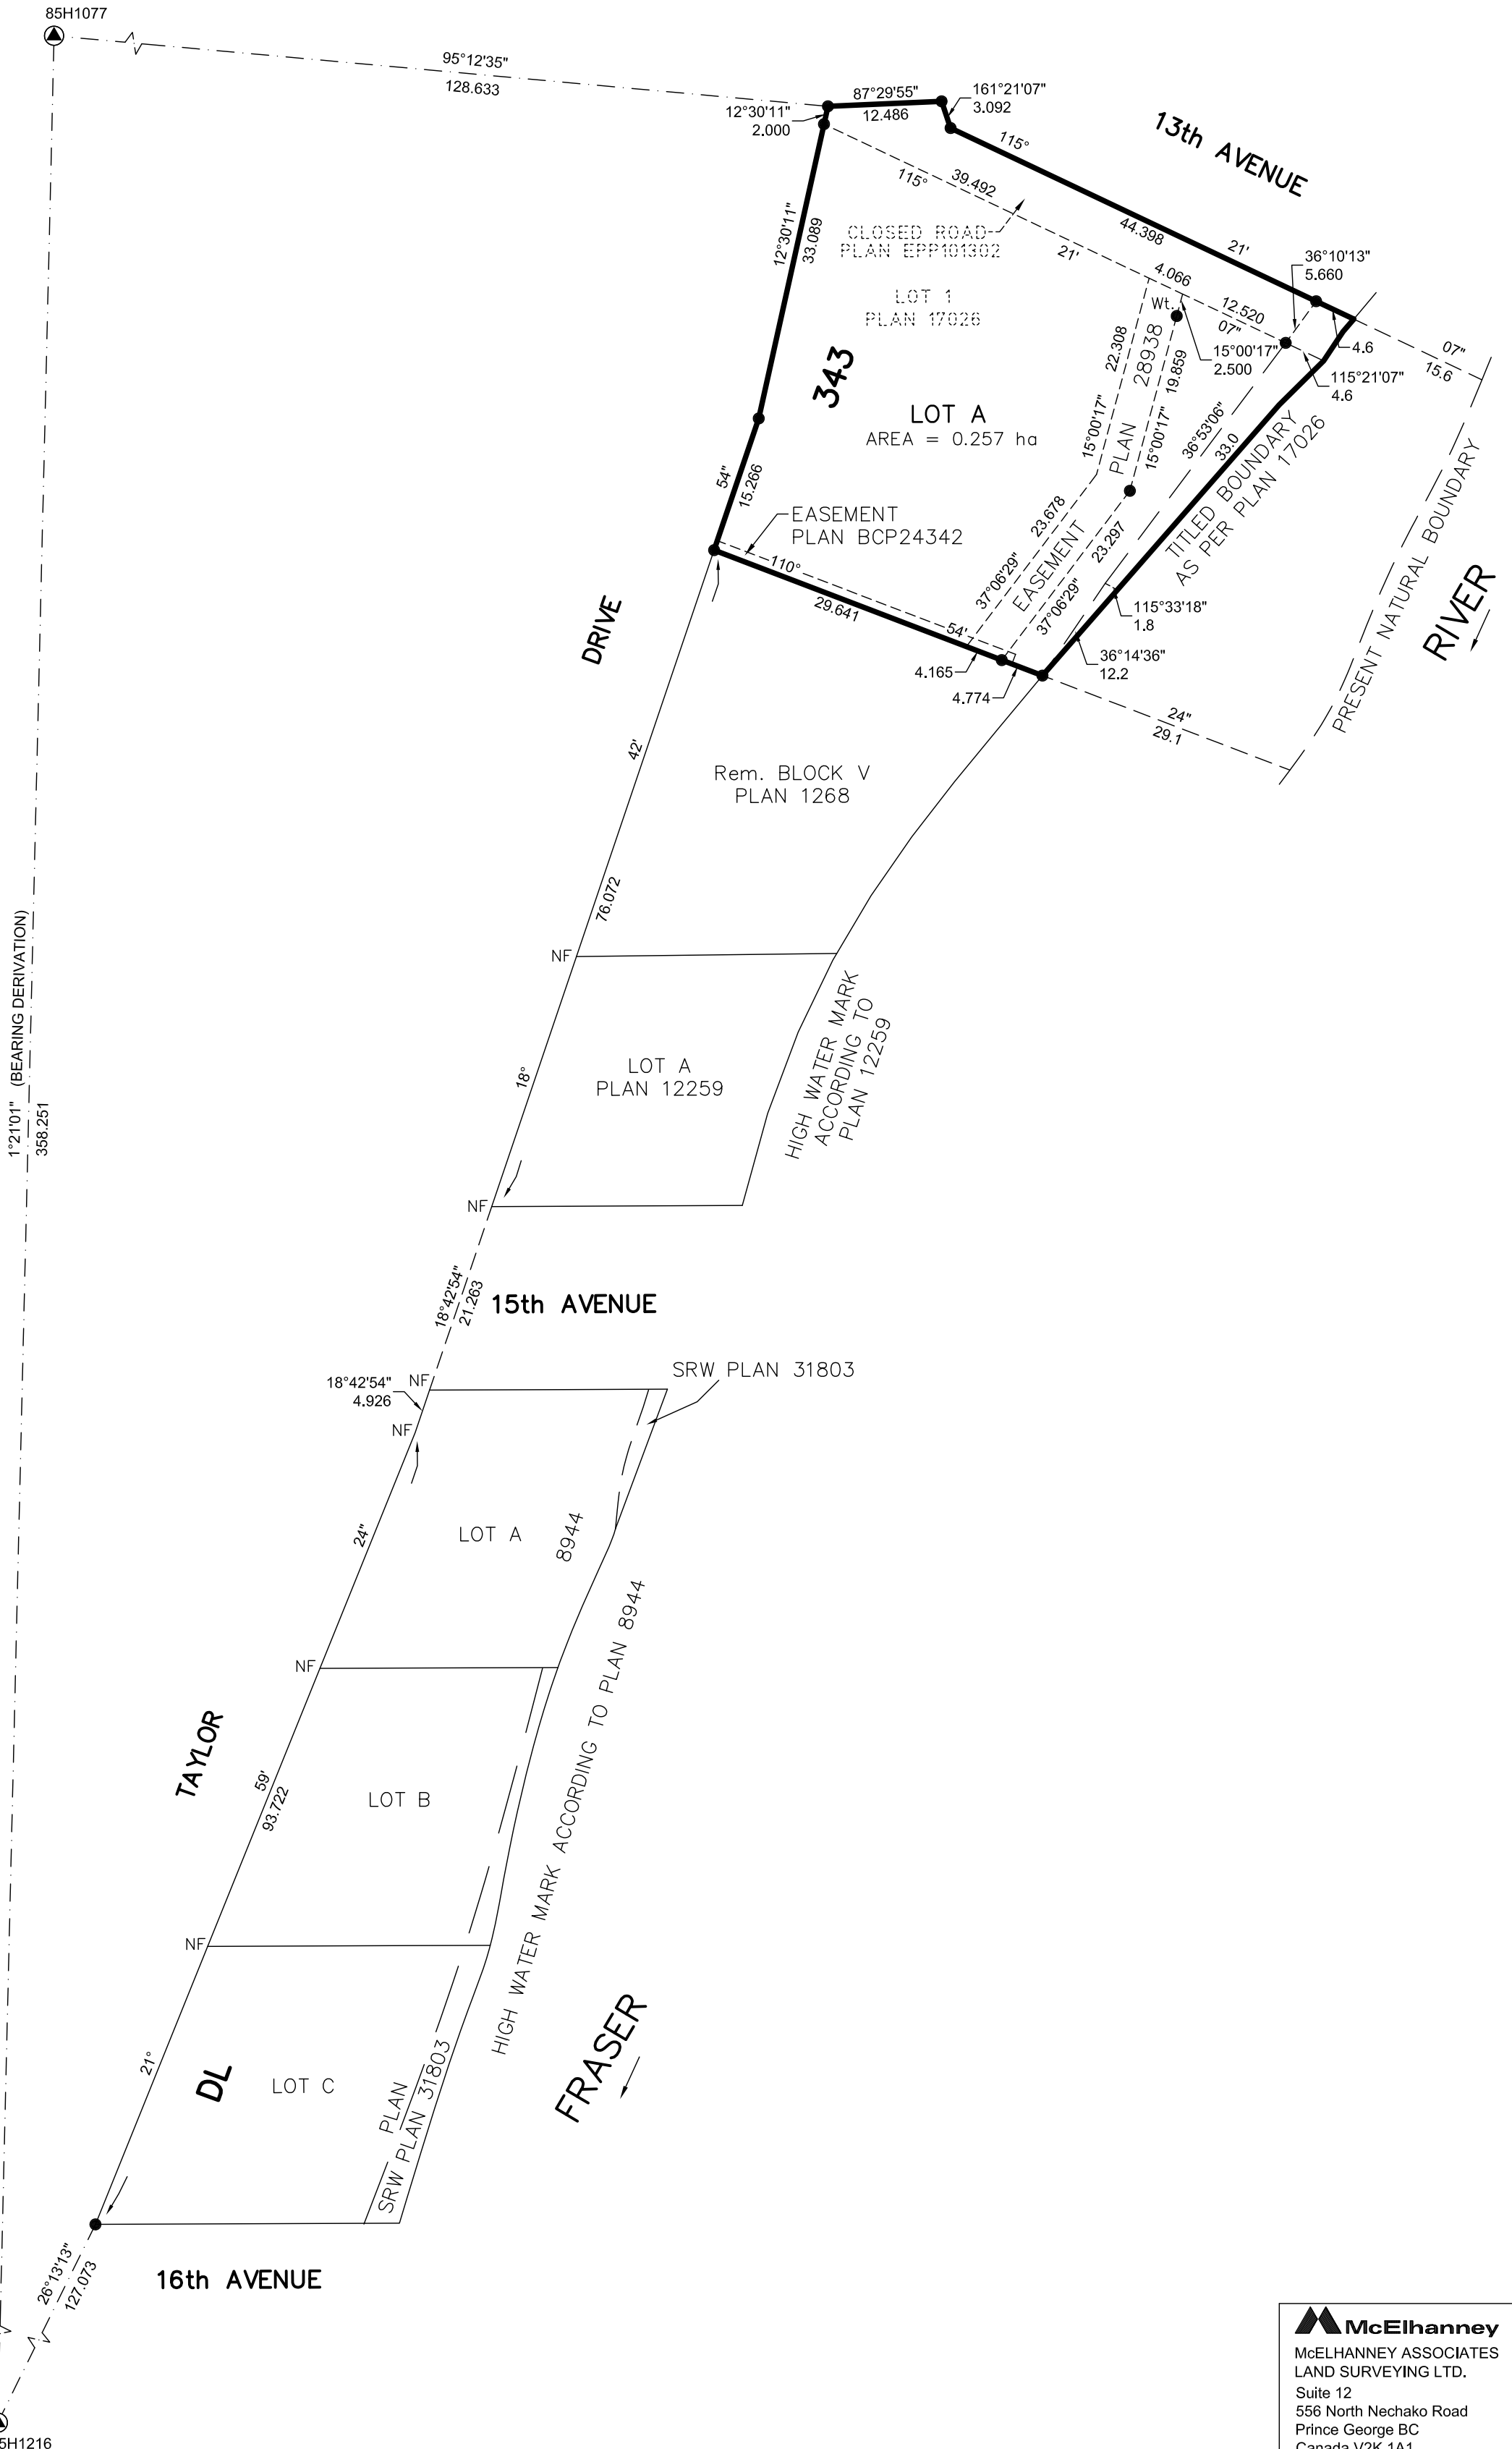 85H1077
95°12'35"
128.633
87°29'55"
12.486
161°21'07"
3.092
12°30'11"
2.000
13th AVENUE
115°
44.398
21'
115°
39.492
21'
4.066
12.520
07"
36°10'13"
5.660
4.6
07"
15.6
115°21'07"
4.6
12°30'11"
33.089
CLOSED ROAD
PLAN EPP101302
LOT 1
PLAN 17026
Wt.
15°00'17"
2.500
343
LOT A
AREA = 0.257 ha
22.308
15°00'17"
PLAN 28938
19.859
15°00'17"
36°53'06"
33.0
TITLED BOUNDARY
AS PER PLAN 17026
PRESENT NATURAL BOUNDARY
RIVER
54"
15.266
EASEMENT
PLAN BCP24342
110°
29.641
54'
23.678
37°06'29"
EASEMENT
23.297
37°06'29"
115°33'18"
1.8
36°14'36"
12.2
4.165
4.774
24"
29.1
DRIVE
42'
76.072
Rem. BLOCK V
PLAN 1268
NF
1°21'01" (BEARING DERIVATION)
358.251
18°
LOT A
PLAN 12259
HIGH WATER MARK
ACCORDING TO
PLAN 12259
NF
18°42'54"
21.263
15th AVENUE
SRW PLAN 31803
18°42'54"
4.926
NF
NF
24"
LOT A
8944
NF
HIGH WATER MARK ACCORDING TO PLAN 8944
TAYLOR
59'
93.722
LOT B
NF
21°
DL
LOT C
PLAN
SRW PLAN 31803
FRASER
26°13'13"
127.073
16th AVENUE
5H1216
McElhanney
McELHANNEY ASSOCIATES
LAND SURVEYING LTD.
Suite 12
556 North Nechako Road
Prince George BC
Canada V2K 1A1